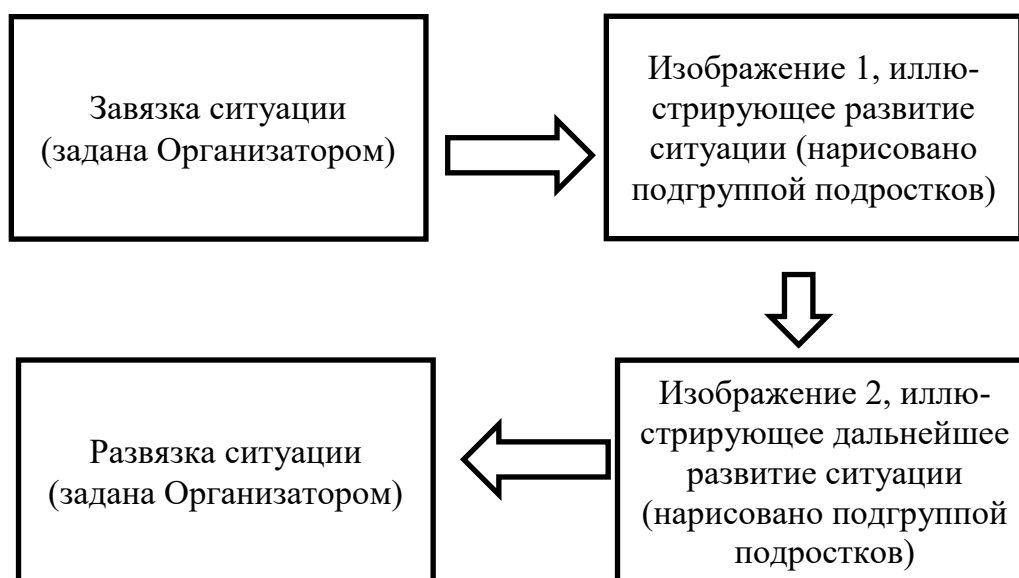 Завязка ситуации
(задана Организатором)
Изображение 1, иллю-
стрирующее развитие
ситуации (нарисовано
подгруппой подростков)
Изображение 2, иллю-
стрирующее дальнейшее
развитие ситуации
(нарисовано подгруппой
подростков)
Развязка ситуации
(задана Организатором)